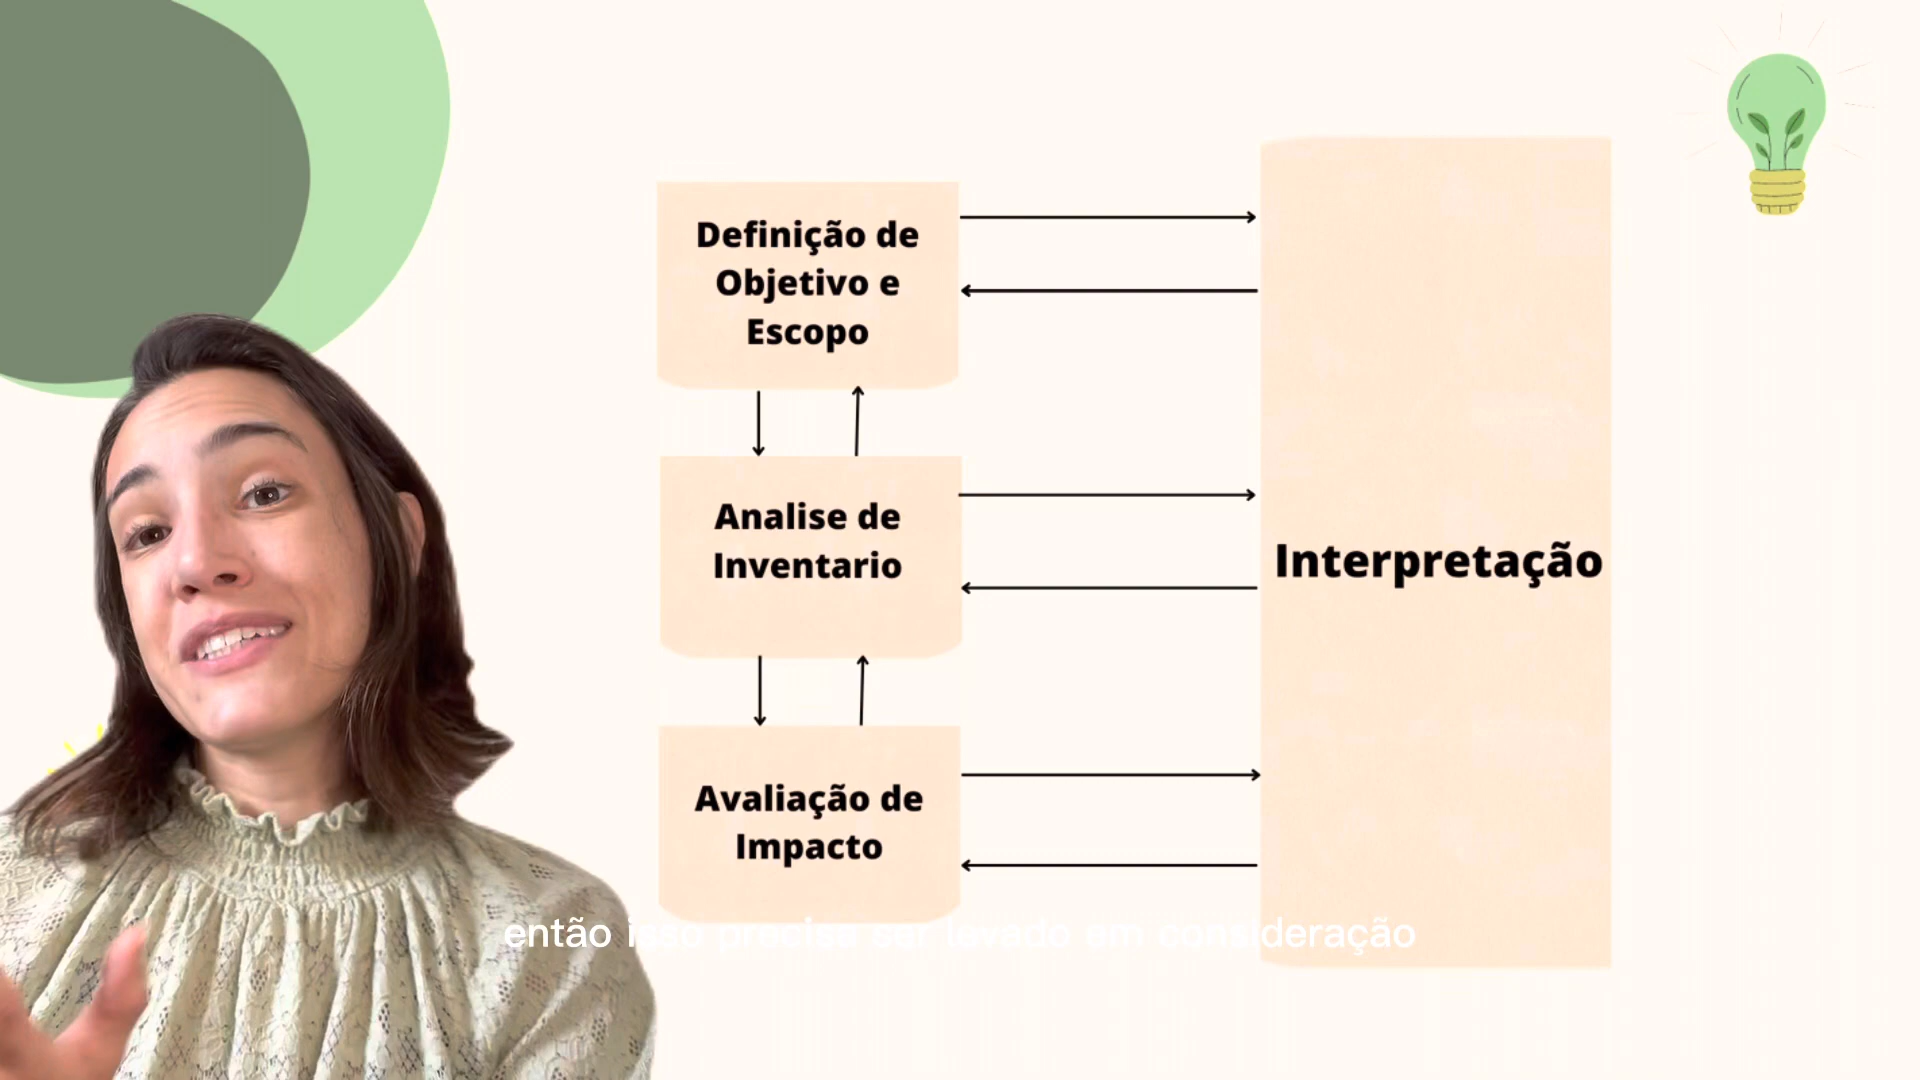 Definição de
Objetivo e
Escopo
Analise de
Inventario
Interpretação
Avaliação de
Impacto
então isso precisa ser levado em consideração